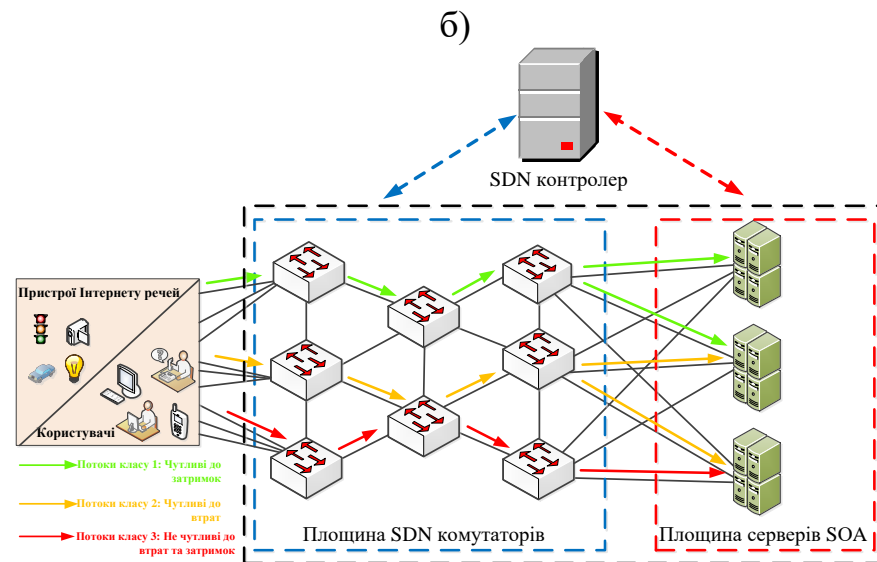 б)
SDN контролер
Пристрої Інтернету речей
Користувачі
Потоки класу 1: Чутливі до
затримок
Потоки класу 2: Чутливі до
втрат
Потоки класу 3: Не чутливі до
втрат та затримок
Площина SDN комутаторів
Площина серверів SOA